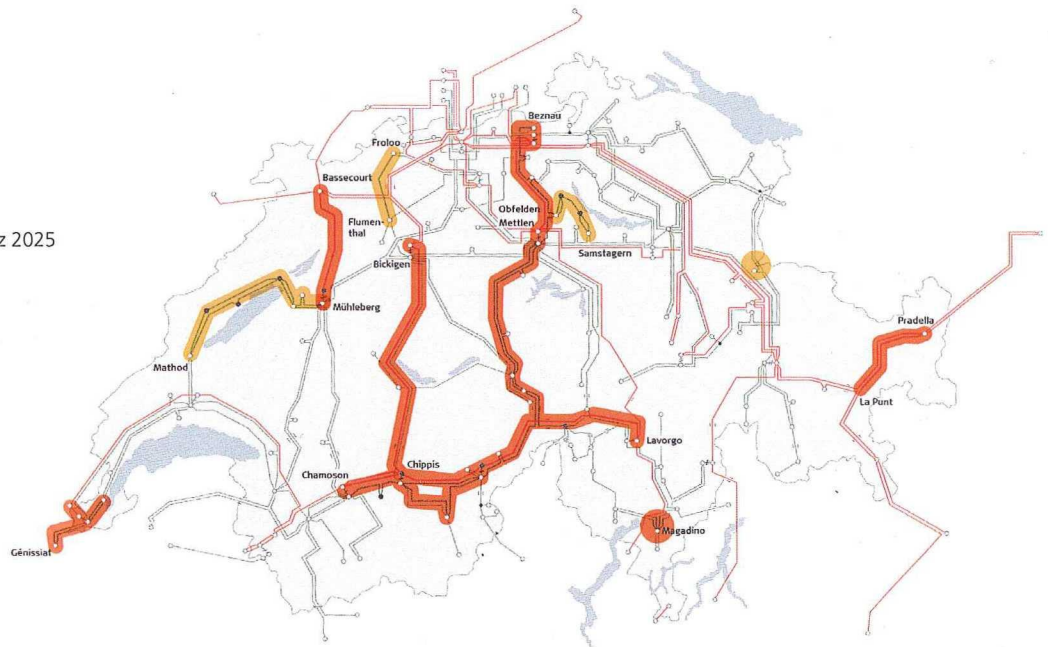 Beznau
Froloo
Bassecourt
Obfelden
Mettlen
Flumen-
thal
z 2025
Bickigen
Samstagern
Mühleberg
Pradella
Mathod
La Punt
Lavorgo
Chippis
Chamoson
Magadino
Génissiat